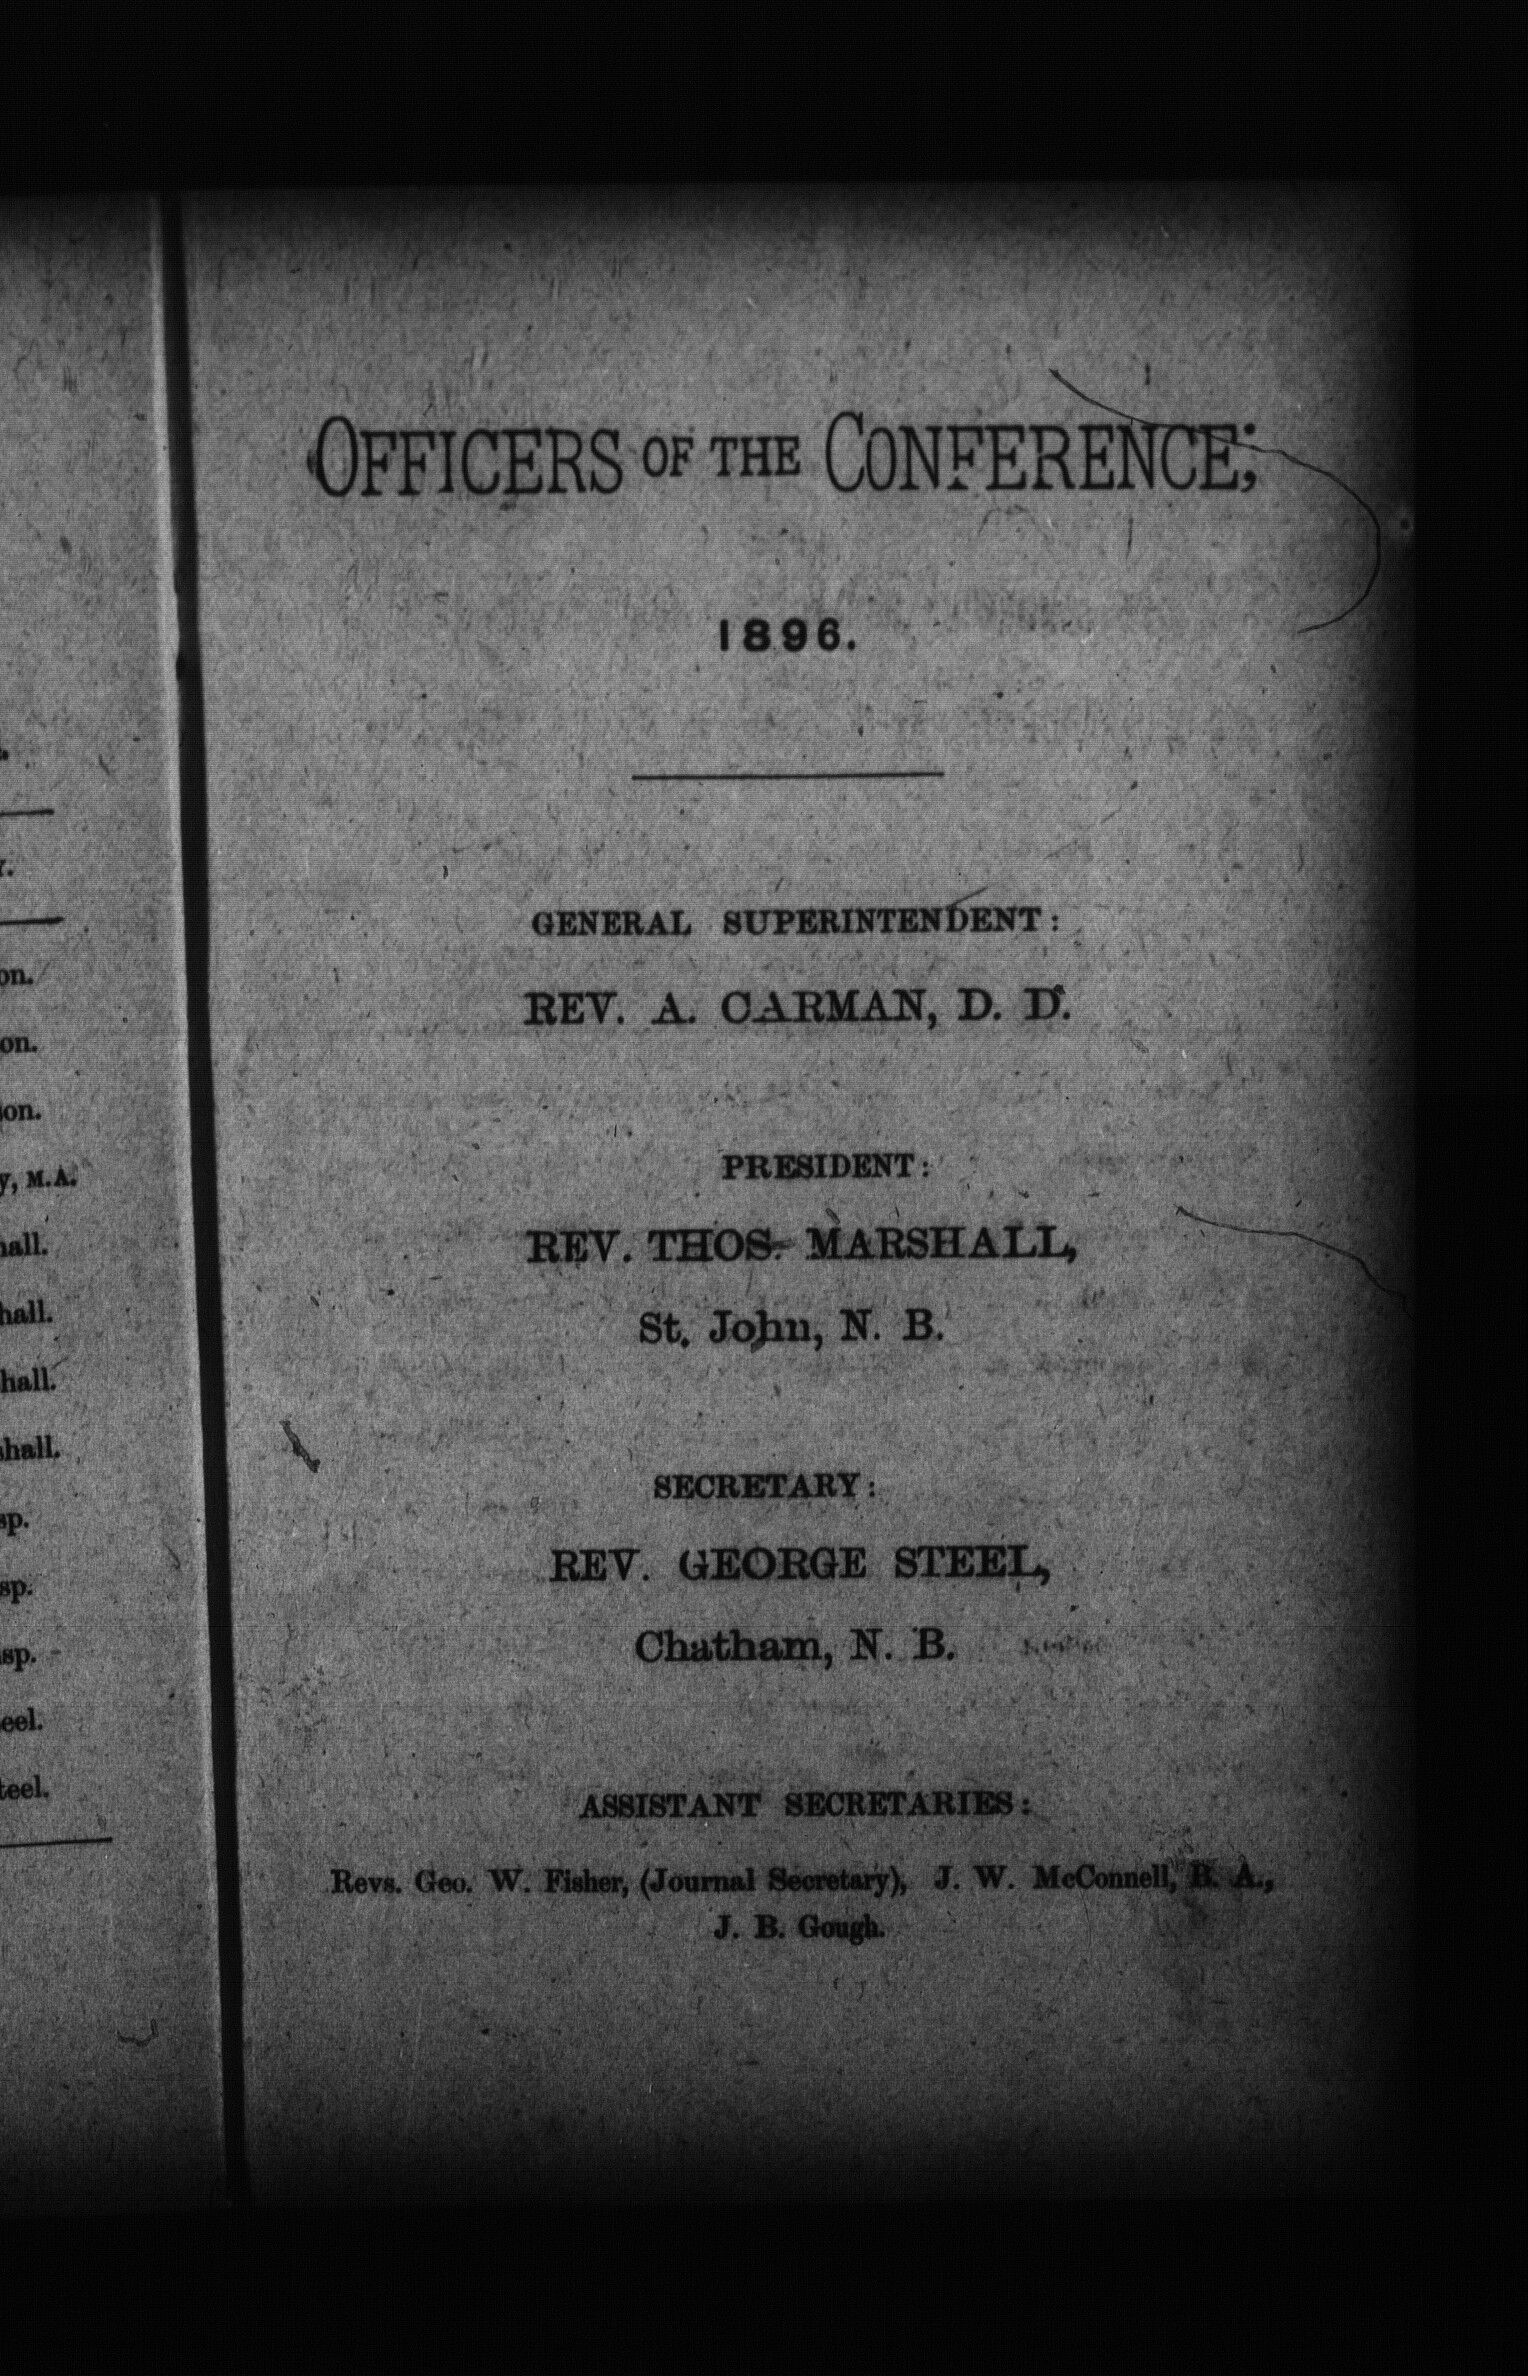 OFFICERS OF THE CONFERENCE;
1896.
GENERAL SUPERINTENDENT:
REV. A. CARMAN, D. D.
PRESIDENT:
REV. THOS. MARSHALL,
St. John, N. B.
SECRETARY:
REV. GEORGE STEEL,
Chatham, N. B.
ASSISTANT SECRETARIES:
Revs. Geo. W. Fisher, (Journal Secretary), J. W. McConnell, B. A.,
J. B. Gough.